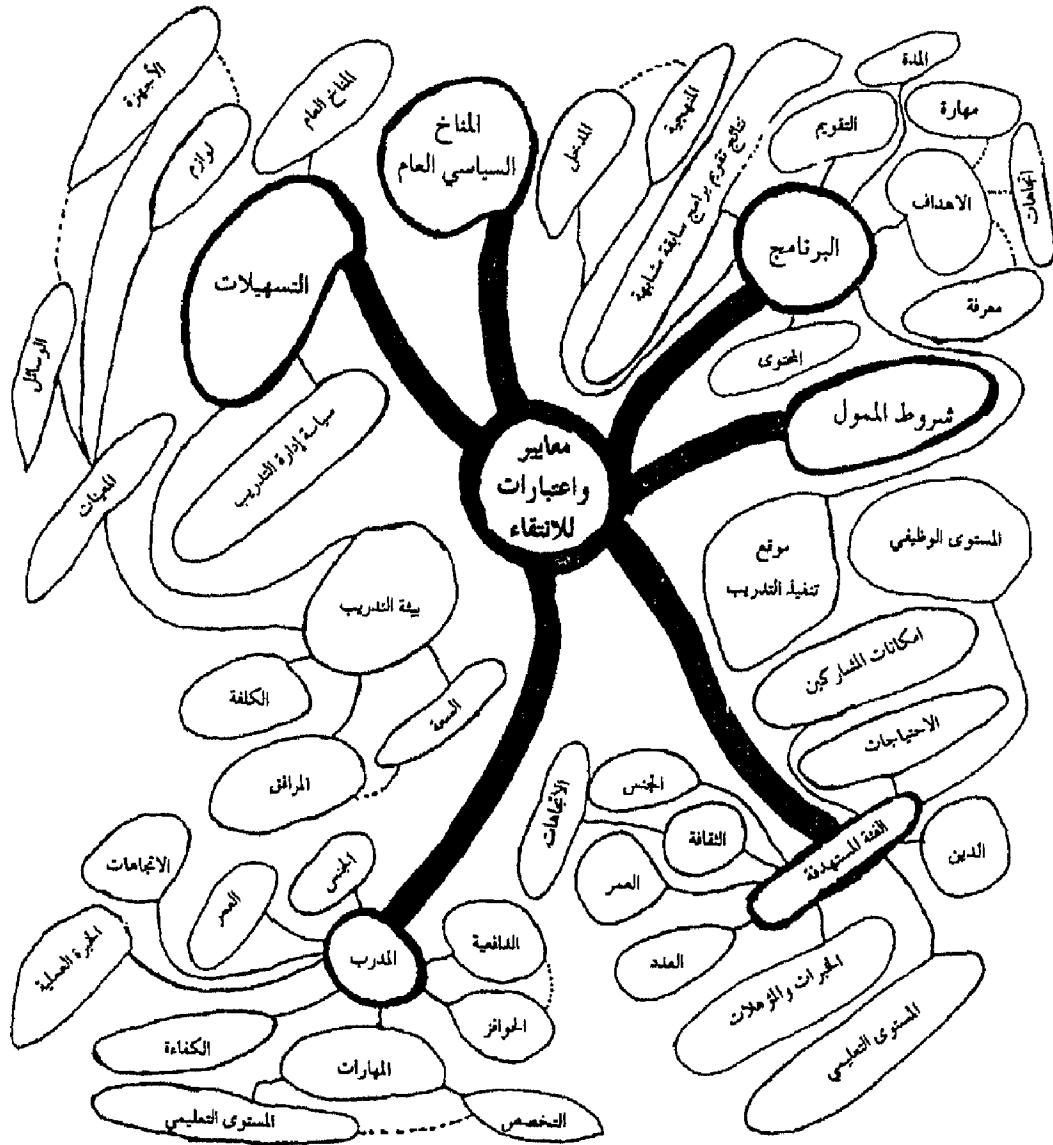 معايير
واعتبارات
للانتقاء
المناخ
السياسي العام
البرنامج
المدة
التقويم
مهارة
الاهداف
اتجاهات
معرفة
المحتوى
نتائج تقويم برامج سابقة مشابهة
المنهجية
المدخل
موقع
تنفيذ التدريب
شروط الممول
الفئة المستهدفة
المستوى الوظيفي
امكانات المشاركين
الاحتياجات
الدين
المستوى التعليمي
الخبرات والمؤهلات
العدد
العمر
الثقافة
الجنس
الاتجاهات
المدرب
الدافعية
الحوافز
المهارات
التخصص
المستوى التعليمي
الكفاءة
الخبرة العملية
الاتجاهات
العمر
الجنس
التسهيلات
المناخ العام
سياسة إدارة التدريب
بيئة التدريب
السعة
المرافق
الكلفة
المعينات
الوسائل
الأجهزة
لوازم